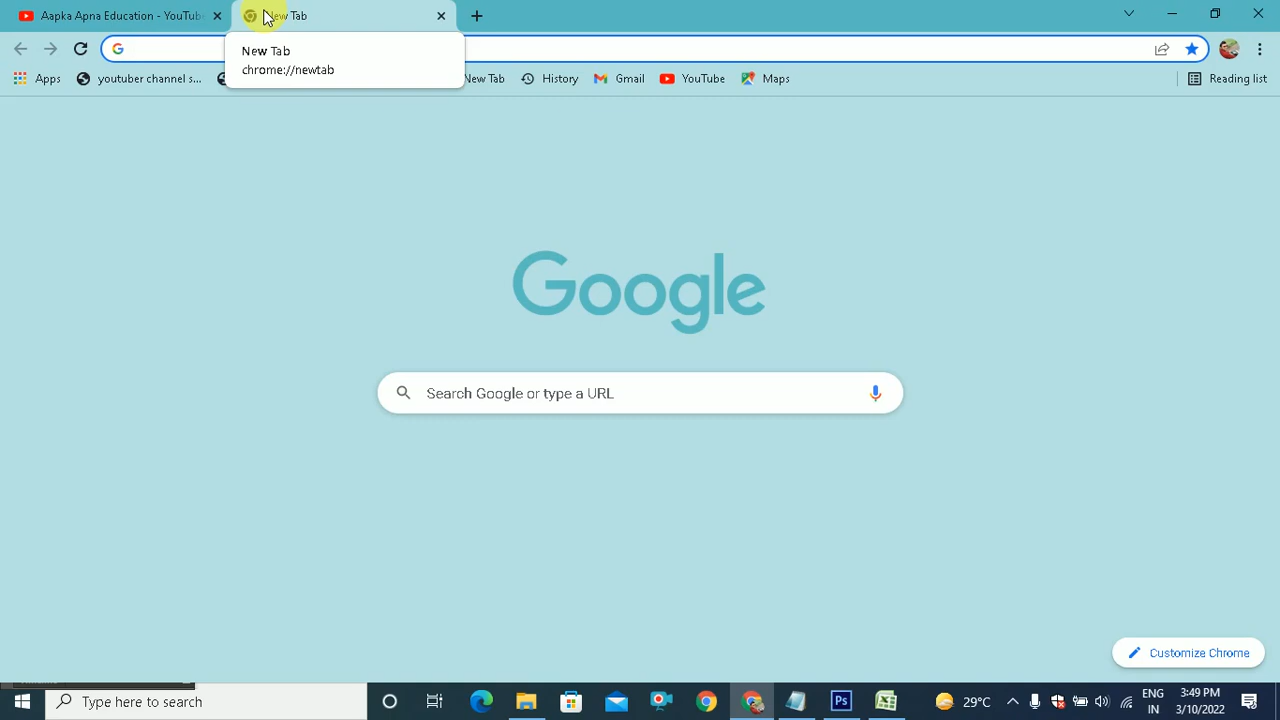 Aapka Apna Education - YouTube
New Tab
New Tab
chrome://newtab
Apps
youtuber channel s...
New Tab
History
Gmail
YouTube
Maps
Reading list
Google
Search Google or type a URL
Customize Chrome
Type here to search
Ps
29°C
ENG
IN
3:49 PM
3/10/2022